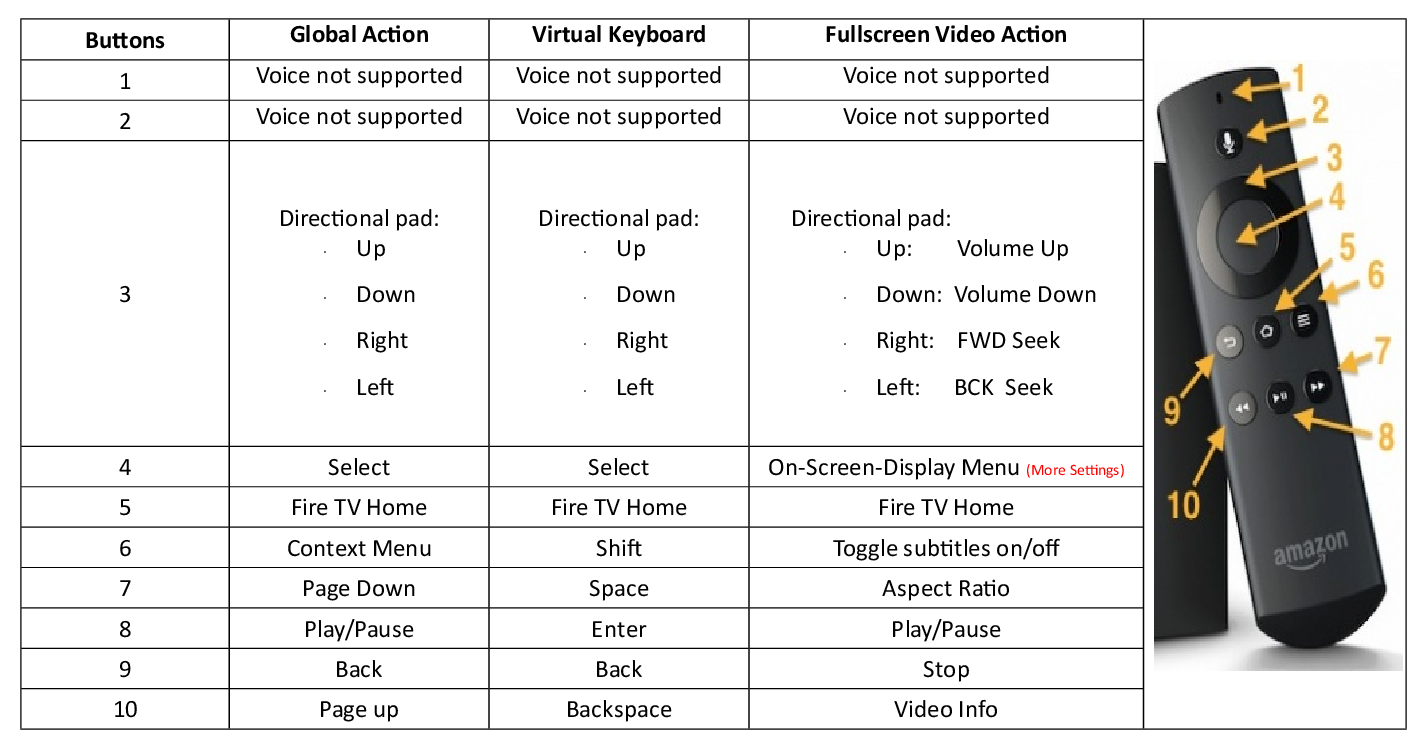 Buttons Global Action Virtual Keyboard Fullscreen Video Action
1 Voice not supported Voice not supported Voice not supported
2 Voice not supported Voice not supported Voice not supported
3 Directional pad: Directional pad: Directional pad:
· Up · Up · Up: Volume Up
· Down · Down · Down: Volume Down
· Right · Right · Right: FWD Seek
· Left · Left · Left: BCK Seek
4 Select Select On-Screen-Display Menu (More Settings)
5 Fire TV Home Fire TV Home Fire TV Home
6 Context Menu Shift Toggle subtitles on/off
7 Page Down Space Aspect Ratio
8 Play/Pause Enter Play/Pause
9 Back Back Stop
10 Page up Backspace Video Info
1
2
3
4
5
6
7
9
8
10
amazon